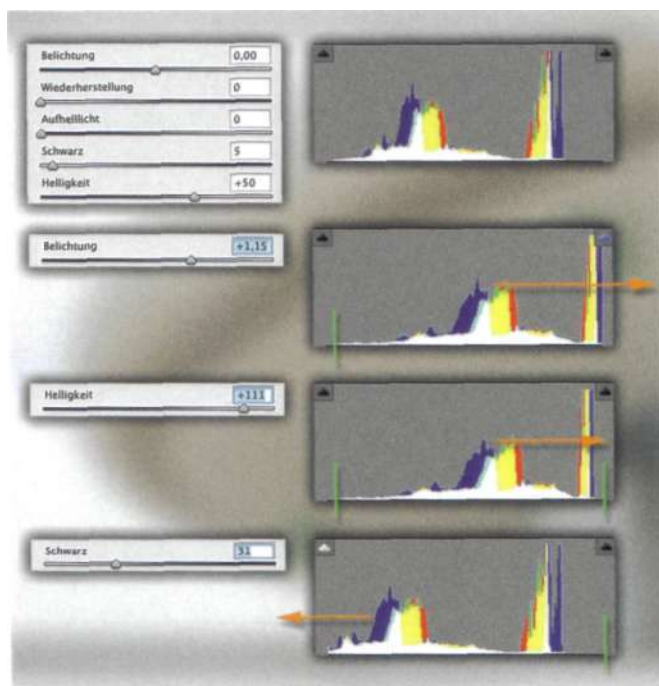 Belichtung 0,00
Wiederherstellung 0
Aufhelllicht 0
Schwarz 5
Helligkeit +50
Belichtung +1,15
Helligkeit +111
Schwarz 31